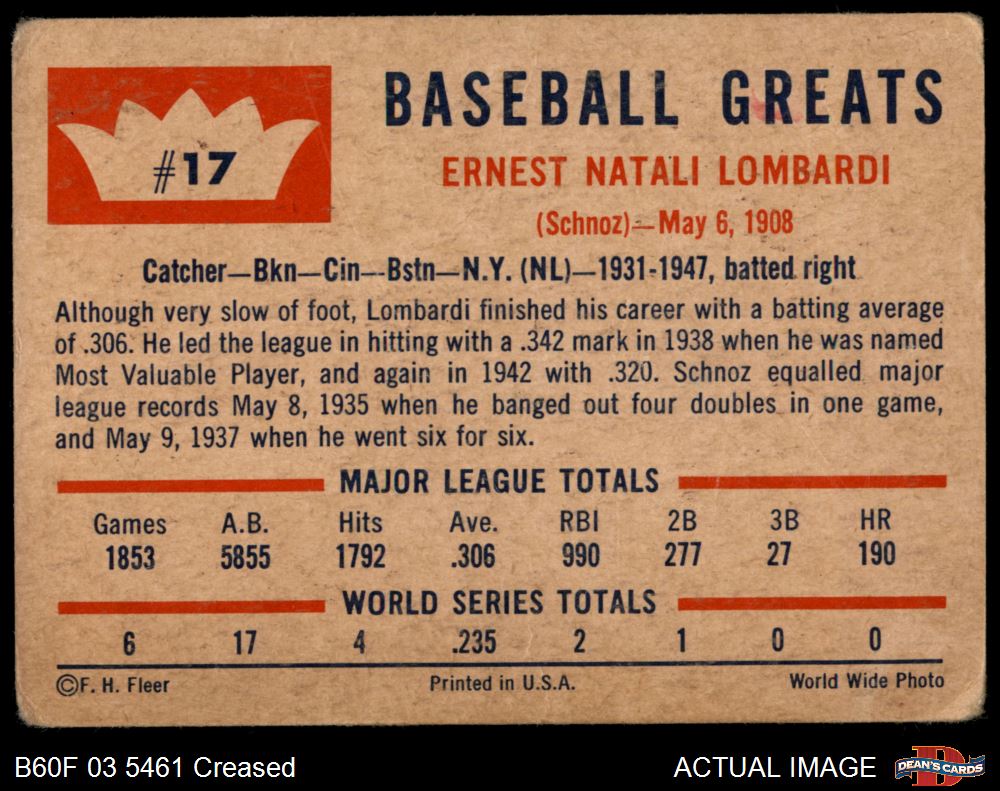 #17
BASEBALL GREATS
ERNEST NATALI LOMBARDI
(Schnoz)—May 6, 1908
Catcher—Bkn—Cin—Bstn—N.Y. (NL)—1931-1947, batted right
Although very slow of foot, Lombardi finished his career with a batting average
of .306. He led the league in hitting with a .342 mark in 1938 when he was named
Most Valuable Player, and again in 1942 with .320. Schnoz equalled major
league records May 8, 1935 when he banged out four doubles in one game,
and May 9, 1937 when he went six for six.
MAJOR LEAGUE TOTALS
Games A.B. Hits Ave. RBI 2B 3B HR
1853 5855 1792 .306 990 277 27 190
WORLD SERIES TOTALS
6 17 4 .235 2 1 0 0
©F. H. Fleer Printed in U.S.A. World Wide Photo
B60F 03 5461 Creased ACTUAL IMAGE D DEAN'S CARDS